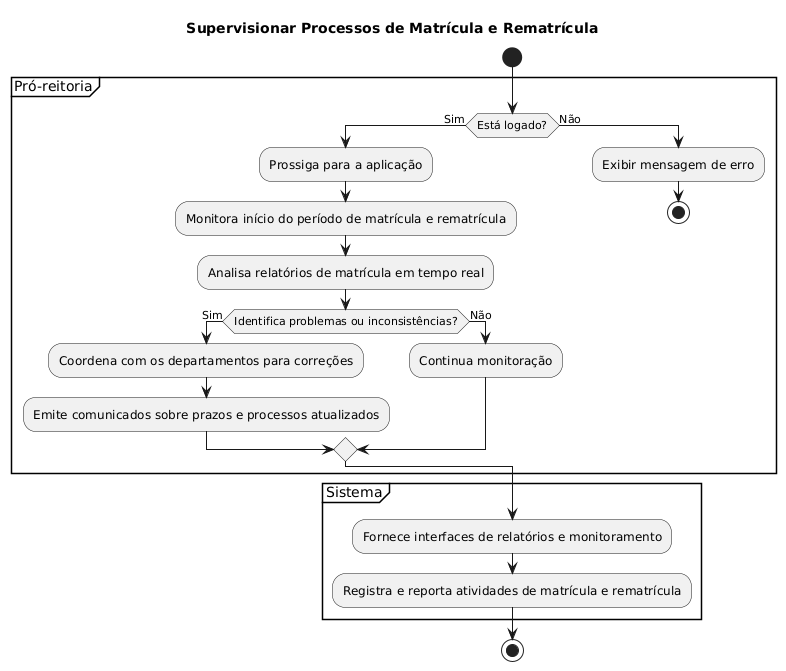 Supervisionar Processos de Matrícula e Rematrícula
Pró-reitoria
Está logado?
Sim
Não
Prossiga para a aplicação
Exibir mensagem de erro
Monitora início do período de matrícula e rematrícula
Analisa relatórios de matrícula em tempo real
Identifica problemas ou inconsistências?
Sim
Não
Coordena com os departamentos para correções
Continua monitoração
Emite comunicados sobre prazos e processos atualizados
Sistema
Fornece interfaces de relatórios e monitoramento
Registra e reporta atividades de matrícula e rematrícula